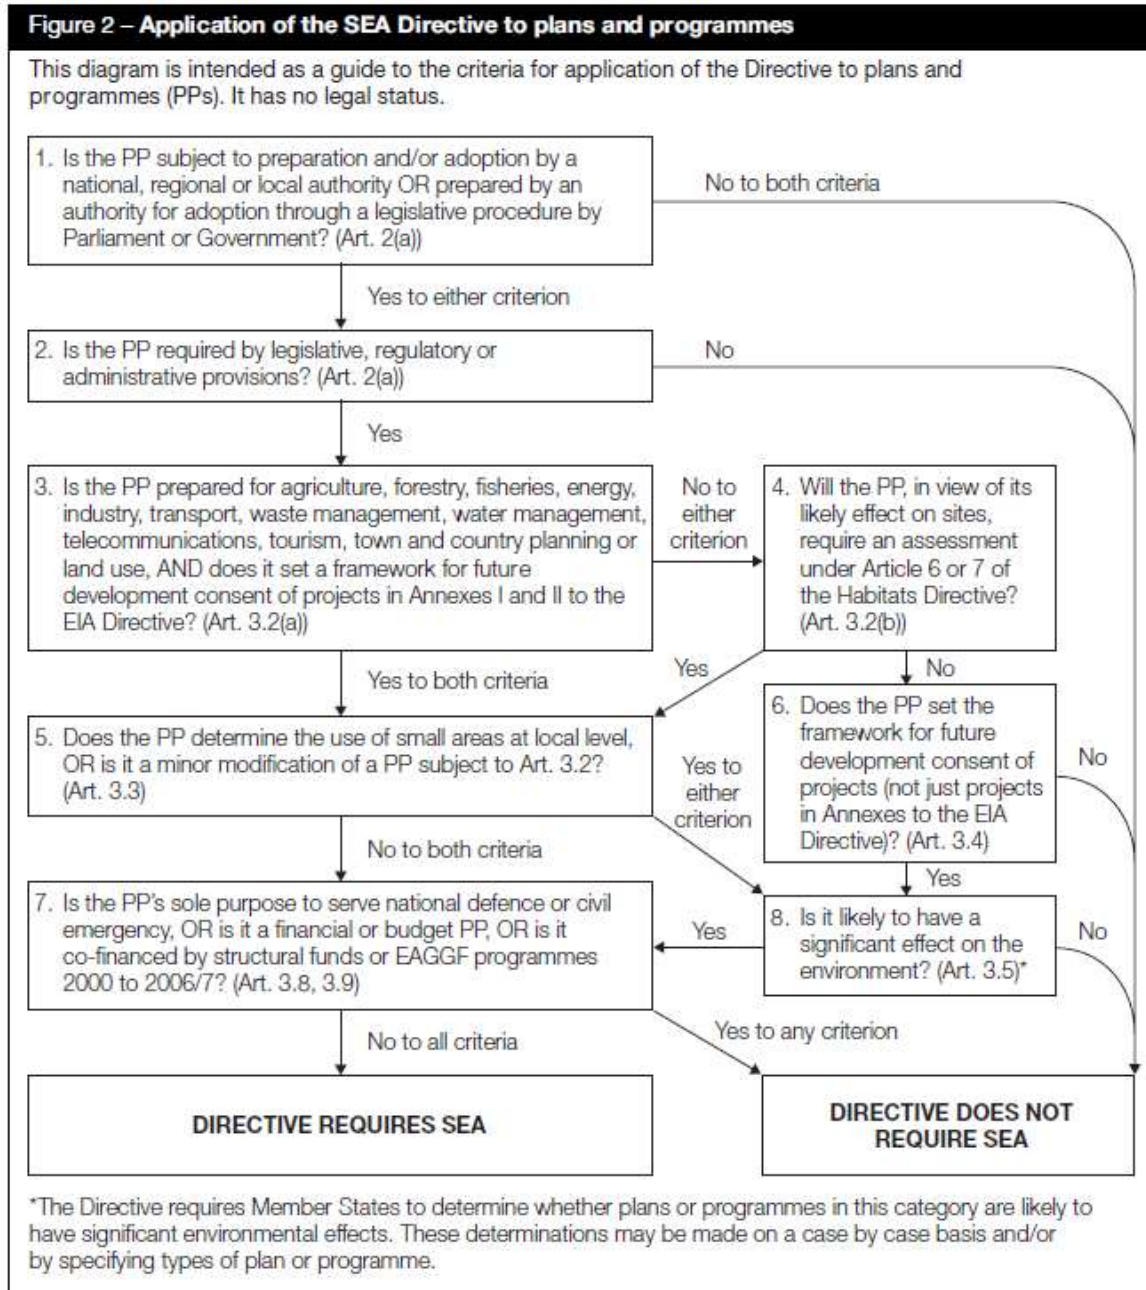 Figure 2 – Application of the SEA Directive to plans and programmes
This diagram is intended as a guide to the criteria for application of the Directive to plans and
programmes (PPs). It has no legal status.
1. Is the PP subject to preparation and/or adoption by a
national, regional or local authority OR prepared by an
authority for adoption through a legislative procedure by
Parliament or Government? (Art. 2(a))
No to both criteria
Yes to either criterion
2. Is the PP required by legislative, regulatory or
administrative provisions? (Art. 2(a))
No
Yes
3. Is the PP prepared for agriculture, forestry, fisheries, energy,
industry, transport, waste management, water management,
telecommunications, tourism, town and country planning or
land use, AND does it set a framework for future
development consent of projects in Annexes I and II to the
EIA Directive? (Art. 3.2(a))
No to
either
criterion
4. Will the PP, in view of its
likely effect on sites,
require an assessment
under Article 6 or 7 of
the Habitats Directive?
(Art. 3.2(b))
Yes to both criteria
Yes
No
5. Does the PP determine the use of small areas at local level,
OR is it a minor modification of a PP subject to Art. 3.2?
(Art. 3.3)
Yes to
either
criterion
6. Does the PP set the
framework for future
development consent of
projects (not just projects
in Annexes to the EIA
Directive)? (Art. 3.4)
No
No to both criteria
Yes
7. Is the PP's sole purpose to serve national defence or civil
emergency, OR is it a financial or budget PP, OR is it
co-financed by structural funds or EAGGF programmes
2000 to 2006/7? (Art. 3.8, 3.9)
Yes
8. Is it likely to have a
significant effect on the
environment? (Art. 3.5)*
No
No to all criteria
Yes to any criterion
DIRECTIVE REQUIRES SEA
DIRECTIVE DOES NOT
REQUIRE SEA
*The Directive requires Member States to determine whether plans or programmes in this category are likely to
have significant environmental effects. These determinations may be made on a case by case basis and/or
by specifying types of plan or programme.